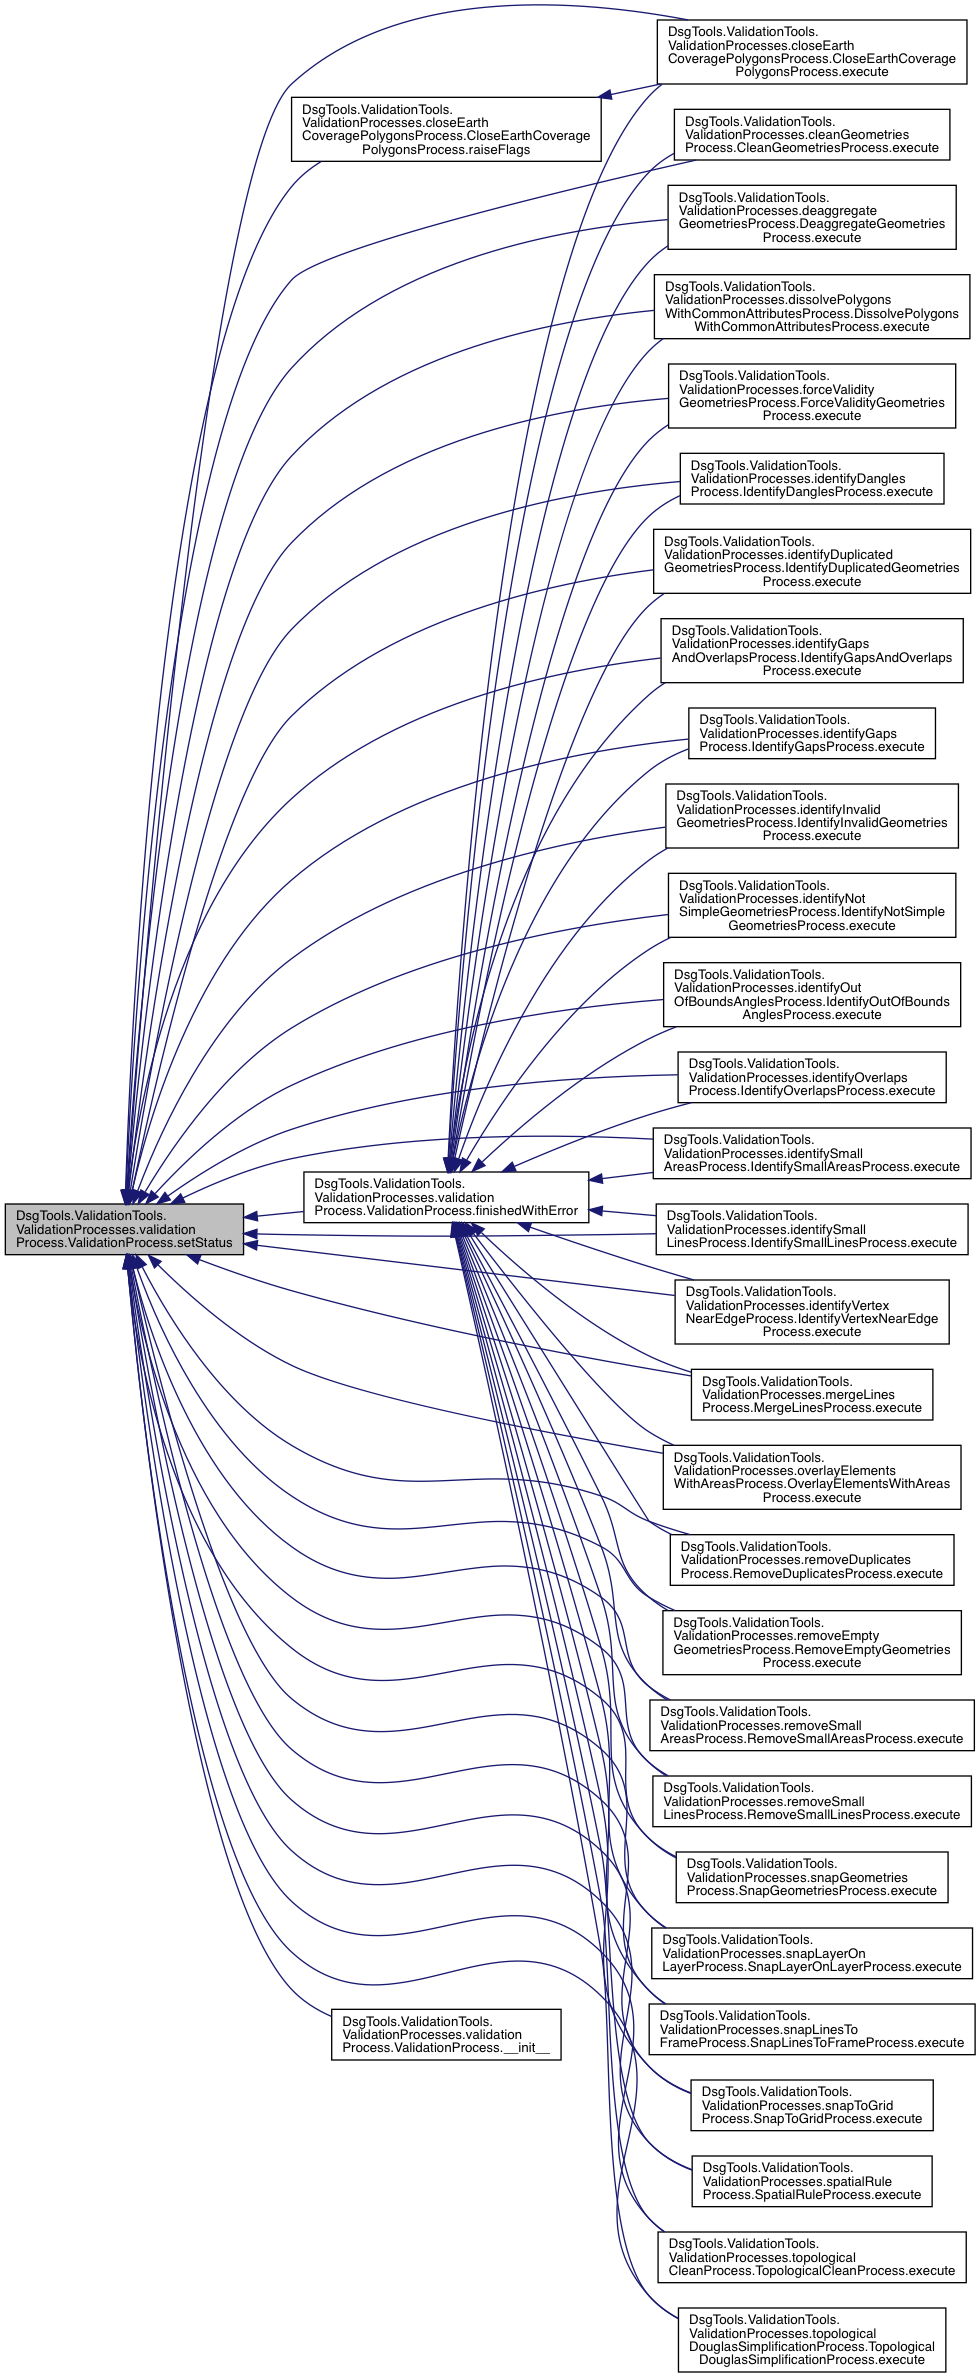 DsgTools.ValidationTools.
ValidationProcesses.closeEarth
CoveragePolygonsProcess.CloseEarthCoverage
PolygonsProcess.execute
DsgTools.ValidationTools.
ValidationProcesses.closeEarth
CoveragePolygonsProcess.CloseEarthCoverage
PolygonsProcess.raiseFlags
DsgTools.ValidationTools.
ValidationProcesses.cleanGeometries
Process.CleanGeometriesProcess.execute
DsgTools.ValidationTools.
ValidationProcesses.deaggregate
GeometriesProcess.DeaggregateGeometries
Process.execute
DsgTools.ValidationTools.
ValidationProcesses.dissolvePolygons
WithCommonAttributesProcess.DissolvePolygons
WithCommonAttributesProcess.execute
DsgTools.ValidationTools.
ValidationProcesses.forceValidity
GeometriesProcess.ForceValidityGeometries
Process.execute
DsgTools.ValidationTools.
ValidationProcesses.identifyDangles
Process.IdentifyDanglesProcess.execute
DsgTools.ValidationTools.
ValidationProcesses.identifyDuplicated
GeometriesProcess.IdentifyDuplicatedGeometries
Process.execute
DsgTools.ValidationTools.
ValidationProcesses.identifyGaps
AndOverlapsProcess.IdentifyGapsAndOverlaps
Process.execute
DsgTools.ValidationTools.
ValidationProcesses.identifyGaps
Process.IdentifyGapsProcess.execute
DsgTools.ValidationTools.
ValidationProcesses.identifyInvalid
GeometriesProcess.IdentifyInvalidGeometries
Process.execute
DsgTools.ValidationTools.
ValidationProcesses.identifyNot
SimpleGeometriesProcess.IdentifyNotSimple
GeometriesProcess.execute
DsgTools.ValidationTools.
ValidationProcesses.identifyOut
OfBoundsAnglesProcess.IdentifyOutOfBounds
AnglesProcess.execute
DsgTools.ValidationTools.
ValidationProcesses.identifyOverlaps
Process.IdentifyOverlapsProcess.execute
DsgTools.ValidationTools.
ValidationProcesses.identifySmall
AreasProcess.IdentifySmallAreasProcess.execute
DsgTools.ValidationTools.
ValidationProcesses.validation
Process.ValidationProcess.finishedWithError
DsgTools.ValidationTools.
ValidationProcesses.validation
Process.ValidationProcess.setStatus
DsgTools.ValidationTools.
ValidationProcesses.identifySmall
LinesProcess.IdentifySmallLinesProcess.execute
DsgTools.ValidationTools.
ValidationProcesses.identifyVertex
NearEdgeProcess.IdentifyVertexNearEdge
Process.execute
DsgTools.ValidationTools.
ValidationProcesses.mergeLines
Process.MergeLinesProcess.execute
DsgTools.ValidationTools.
ValidationProcesses.overlayElements
WithAreasProcess.OverlayElementsWithAreas
Process.execute
DsgTools.ValidationTools.
ValidationProcesses.removeDuplicates
Process.RemoveDuplicatesProcess.execute
DsgTools.ValidationTools.
ValidationProcesses.removeEmpty
GeometriesProcess.RemoveEmptyGeometries
Process.execute
DsgTools.ValidationTools.
ValidationProcesses.removeSmall
AreasProcess.RemoveSmallAreasProcess.execute
DsgTools.ValidationTools.
ValidationProcesses.removeSmall
LinesProcess.RemoveSmallLinesProcess.execute
DsgTools.ValidationTools.
ValidationProcesses.snapGeometries
Process.SnapGeometriesProcess.execute
DsgTools.ValidationTools.
ValidationProcesses.snapLayerOn
LayerProcess.SnapLayerOnLayerProcess.execute
DsgTools.ValidationTools.
ValidationProcesses.snapLinesTo
FrameProcess.SnapLinesToFrameProcess.execute
DsgTools.ValidationTools.
ValidationProcesses.validation
Process.ValidationProcess.__init__
DsgTools.ValidationTools.
ValidationProcesses.snapToGrid
Process.SnapToGridProcess.execute
DsgTools.ValidationTools.
ValidationProcesses.spatialRule
Process.SpatialRuleProcess.execute
DsgTools.ValidationTools.
ValidationProcesses.topological
CleanProcess.TopologicalCleanProcess.execute
DsgTools.ValidationTools.
ValidationProcesses.topological
DouglasSimplificationProcess.Topological
DouglasSimplificationProcess.execute